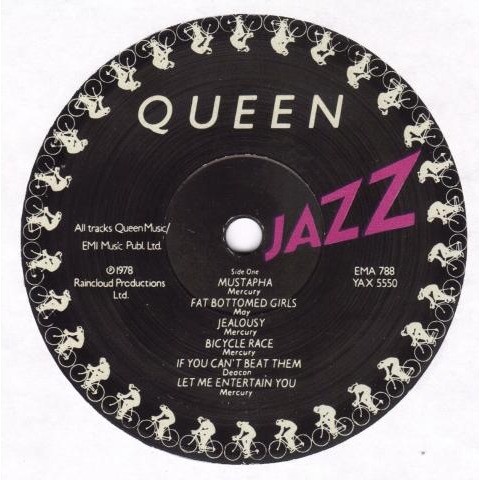 QUEEN
JAZZ
All tracks Queen Music/
EMI Music Publ. Ltd.
℗1978
Raincloud Productions
Ltd.
EMA 788
YAX 5550
Side One
MUSTAPHA
Mercury
FAT BOTTOMED GIRLS
May
JEALOUSY
Mercury
BICYCLE RACE
Mercury
IF YOU CAN'T BEAT THEM
Deacon
LET ME ENTERTAIN YOU
Mercury